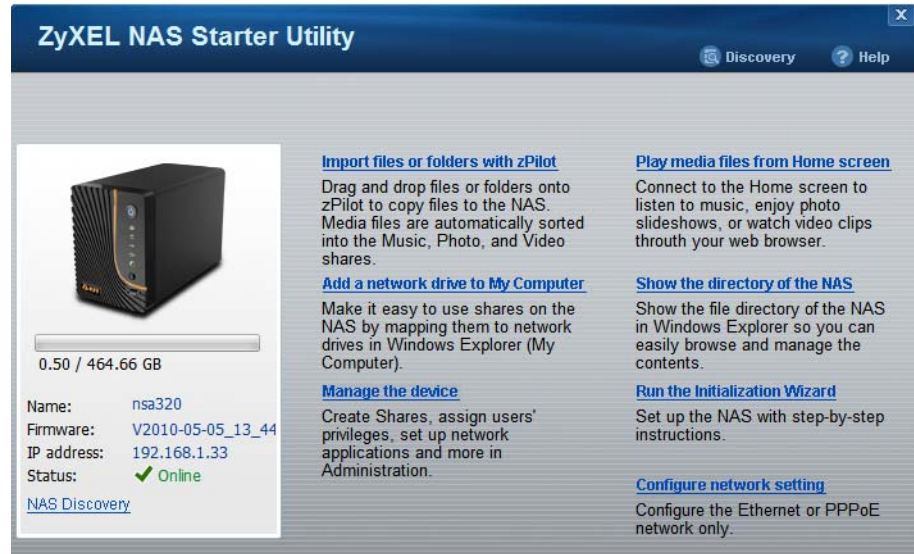 ZyXEL NAS Starter Utility
X
Discovery
Help
0.50 / 464.66 GB
Name: nsa320
Firmware: V2010-05-05_13_44
IP address: 192.168.1.33
Status: Online
NAS Discovery
Import files or folders with zPilot
Drag and drop files or folders onto
zPilot to copy files to the NAS.
Media files are automatically sorted
into the Music, Photo, and Video
shares.
Add a network drive to My Computer
Make it easy to use shares on the
NAS by mapping them to network
drives in Windows Explorer (My
Computer).
Manage the device
Create Shares, assign users'
privileges, set up network
applications and more in
Administration.
Play media files from Home screen
Connect to the Home screen to
listen to music, enjoy photo
slideshows, or watch video clips
throuth your web browser.
Show the directory of the NAS
Show the file directory of the NAS
in Windows Explorer so you can
easily browse and manage the
contents.
Run the Initialization Wizard
Set up the NAS with step-by-step
instructions.
Configure network setting
Configure the Ethernet or PPPoE
network only.